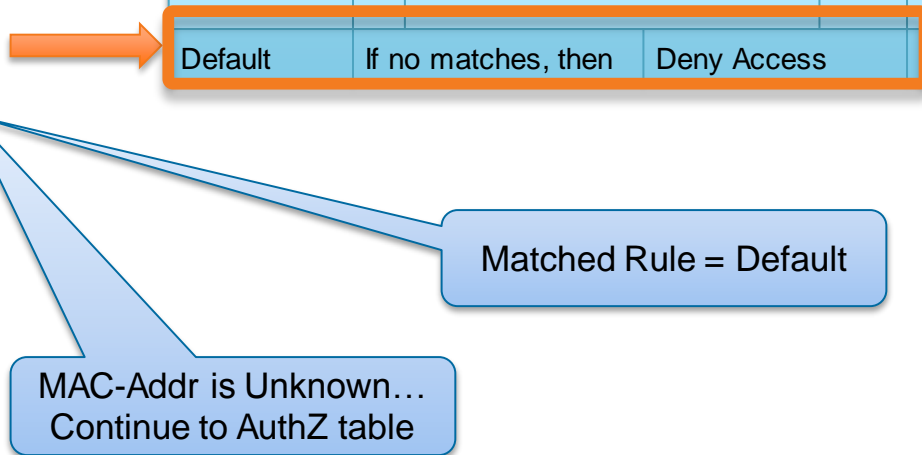 Default If no matches, then Deny Access
Matched Rule = Default
MAC-Addr is Unknown…
Continue to AuthZ table